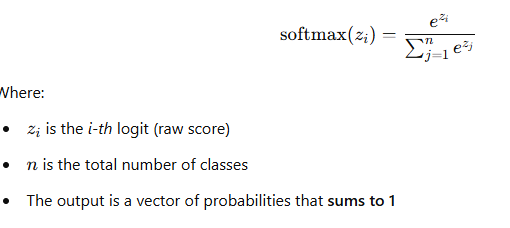 softmax(z_i) = \frac{e^{z_i}}{\sum_{j=1}^{n} e^{z_j}}
Where:
• z_i is the i-th logit (raw score)
• n is the total number of classes
• The output is a vector of probabilities that sums to 1